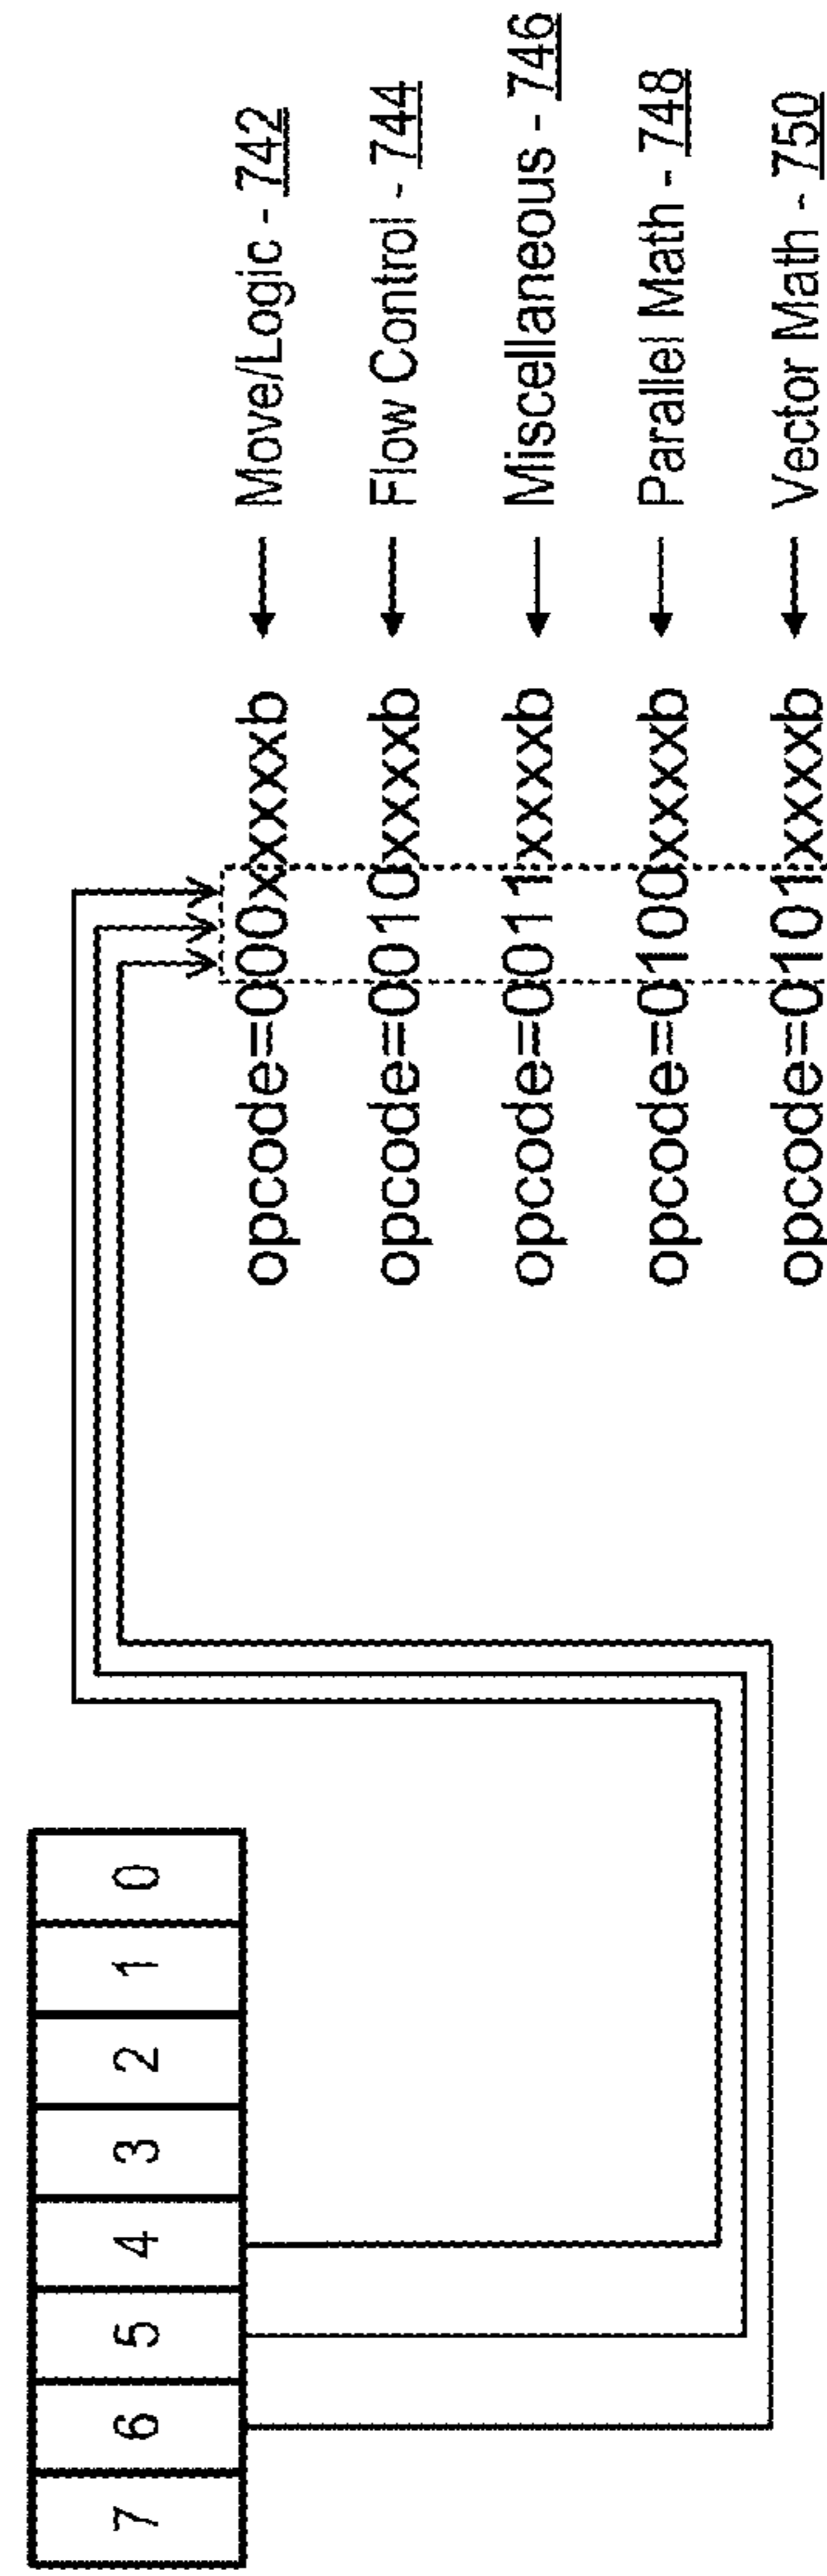 7 6 5 4 3 2 1 0
opcode=000xxxxxb ← Move/Logic - 742
opcode=0010xxxxb ← Flow Control - 744
opcode=0011xxxxb ← Miscellaneous - 746
opcode=0100xxxxb ← Parallel Math - 748
opcode=0101xxxxb ← Vector Math - 750